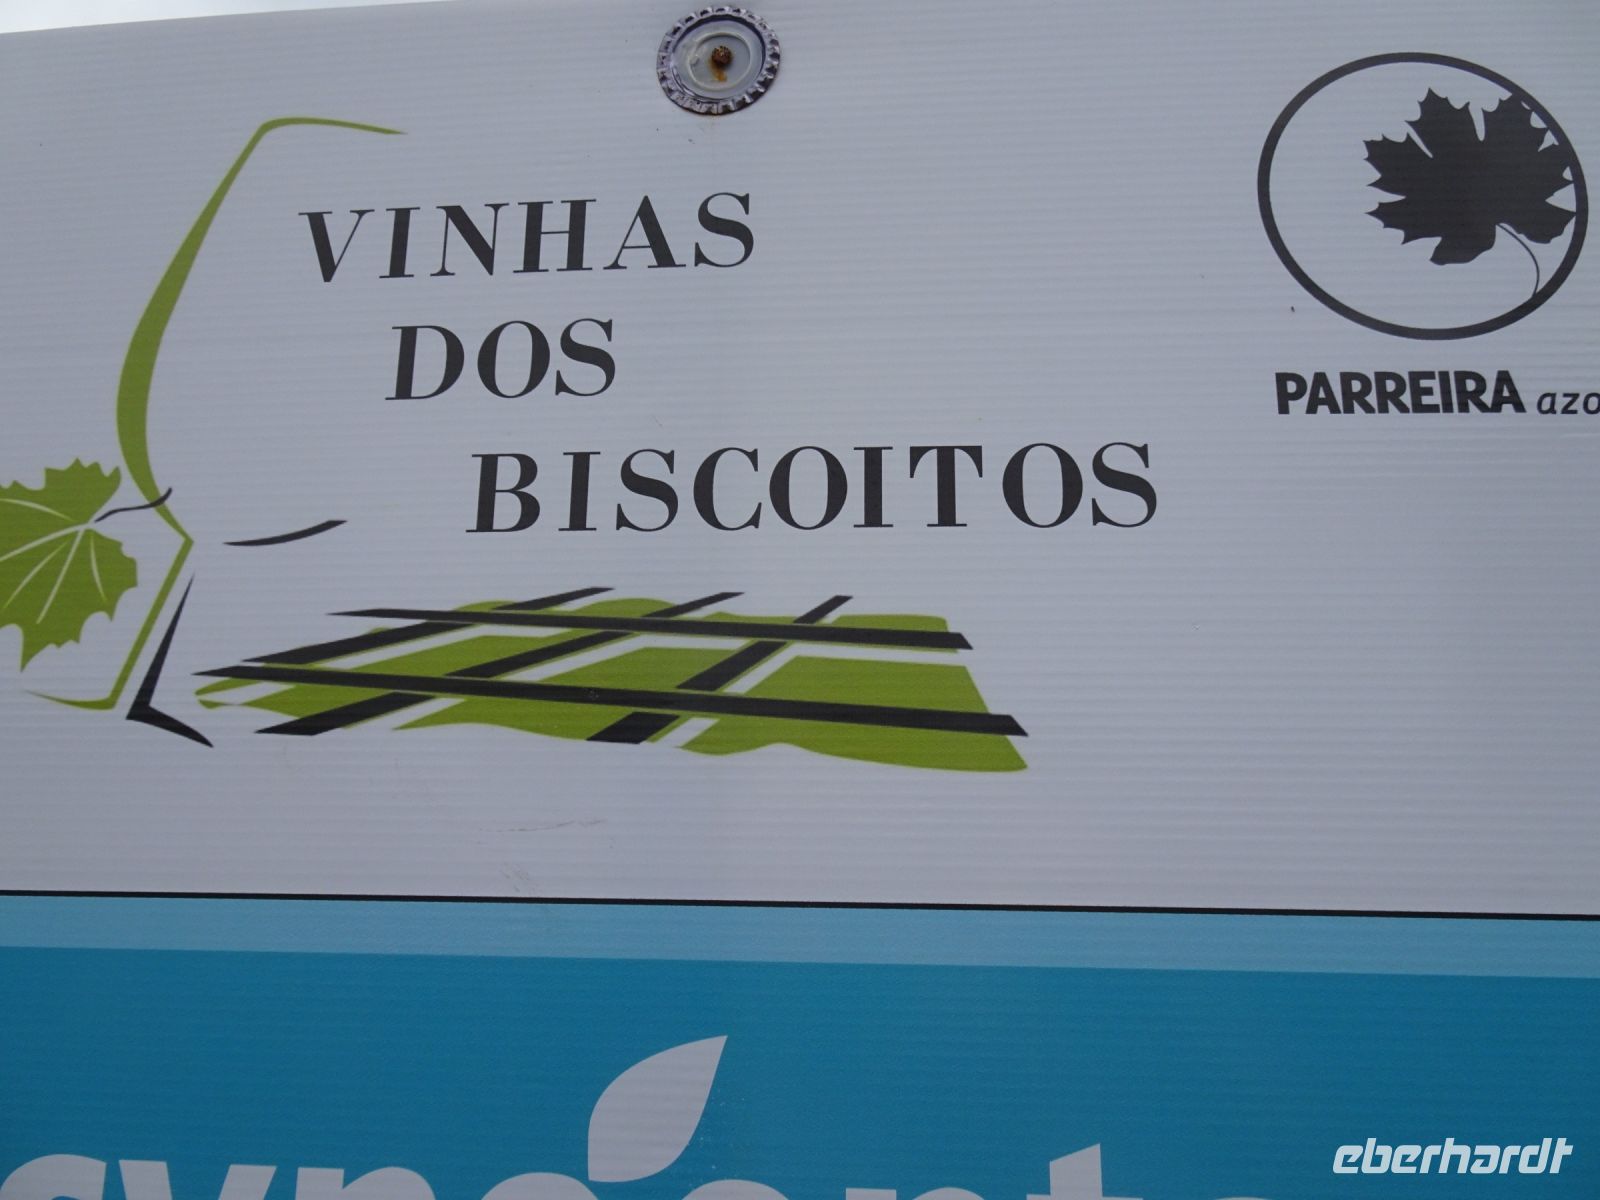 VINHAS
DOS
BISCOITOS
PARREIRA azo
eberhardt